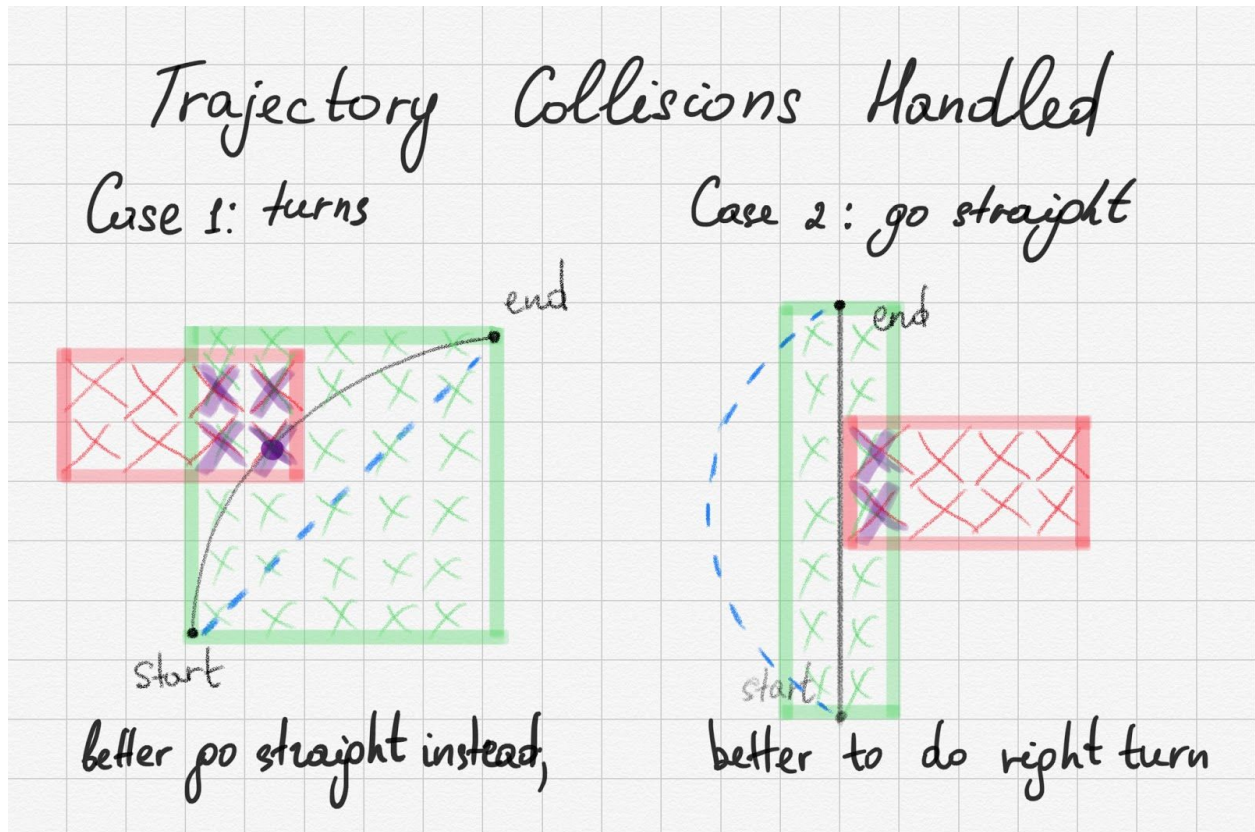 Trajectory Colliscions Handled
Case 1: turns
Case 2: go straight
end
start
end
start
better go straight instead,
better to do right turn